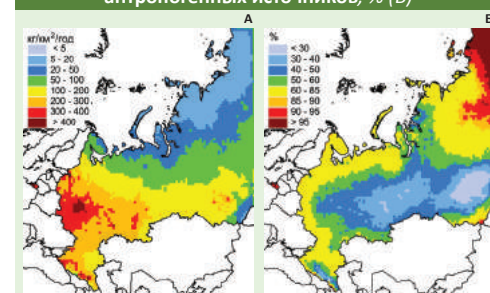 антропогенных источников, % (Б)
А
кг/км²/год
< 5
5 - 20
20 - 50
50 - 100
100 - 200
200 - 300
300 - 400
> 400
Б
%
< 30
30 - 40
40 - 50
50 - 60
60 - 85
85 - 90
90 - 95
> 95